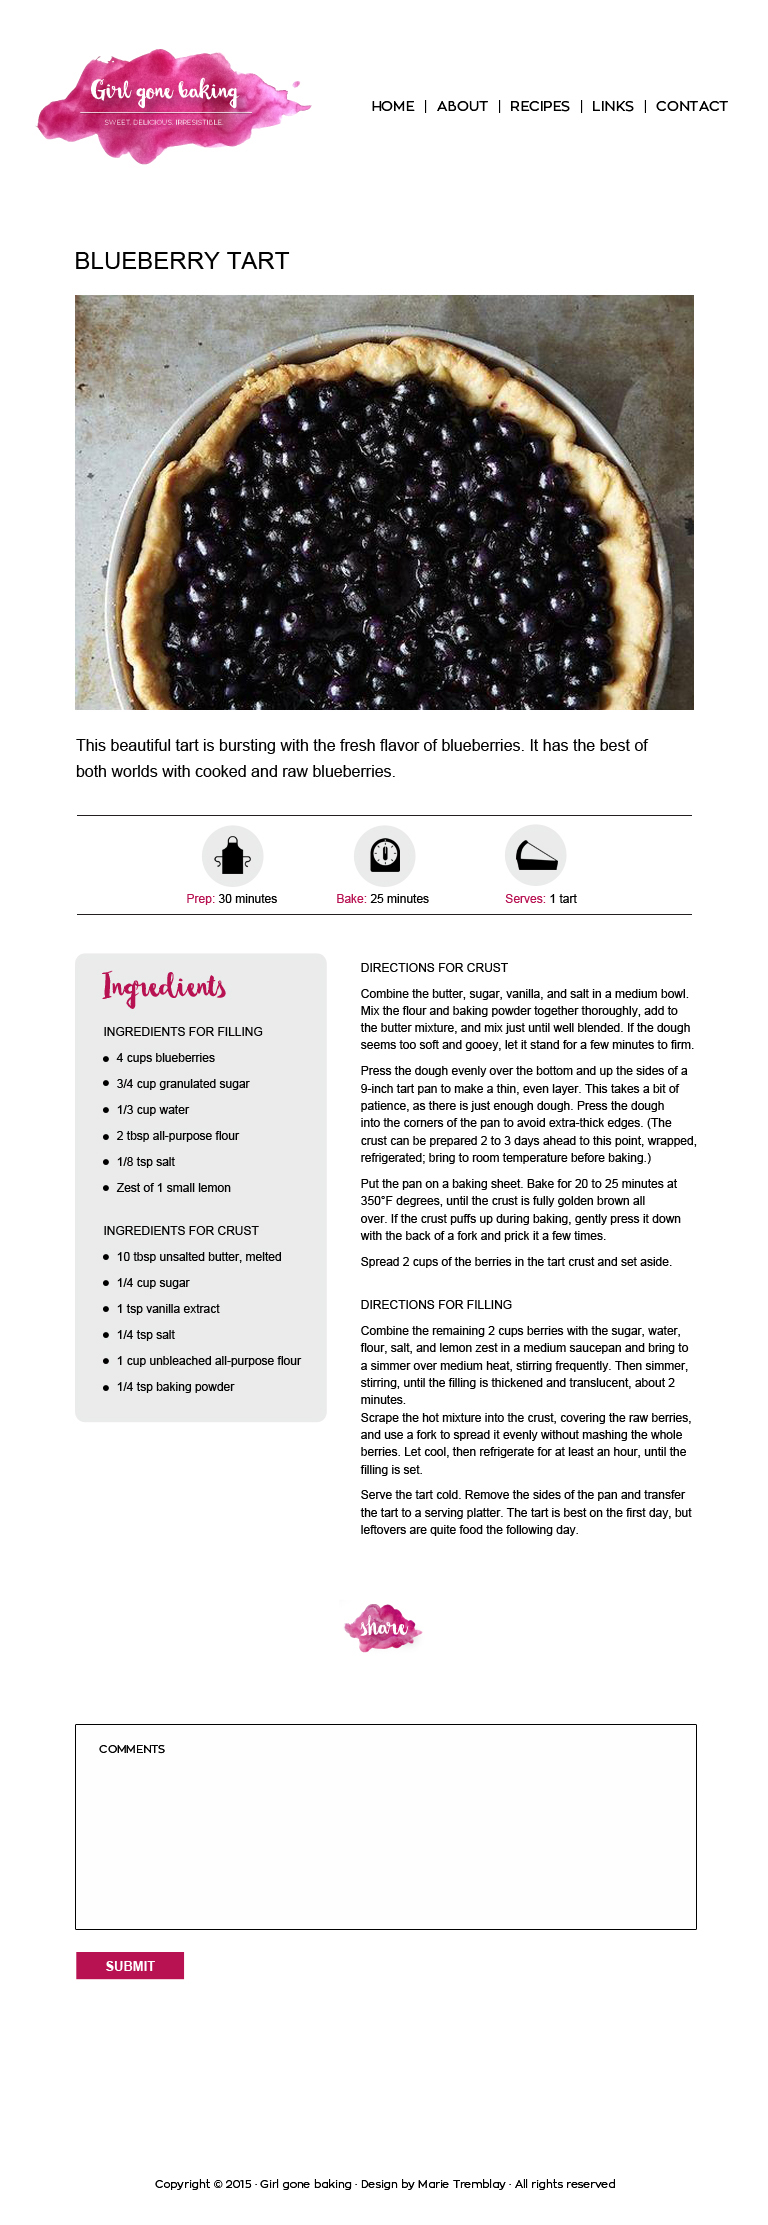 Girl gone baking
SWEET. DELICIOUS. IRRESISTIBLE.
HOME | ABOUT | RECIPES | LINKS | CONTACT
BLUEBERRY TART
This beautiful tart is bursting with the fresh flavor of blueberries. It has the best of
both worlds with cooked and raw blueberries.
Prep: 30 minutes
Bake: 25 minutes
Serves: 1 tart
Ingredients
INGREDIENTS FOR FILLING
● 4 cups blueberries
● 3/4 cup granulated sugar
● 1/3 cup water
● 2 tbsp all-purpose flour
● 1/8 tsp salt
● Zest of 1 small lemon
INGREDIENTS FOR CRUST
● 10 tbsp unsalted butter, melted
● 1/4 cup sugar
● 1 tsp vanilla extract
● 1/4 tsp salt
● 1 cup unbleached all-purpose flour
● 1/4 tsp baking powder
DIRECTIONS FOR CRUST
Combine the butter, sugar, vanilla, and salt in a medium bowl.
Mix the flour and baking powder together thoroughly, add to
the butter mixture, and mix just until well blended. If the dough
seems too soft and gooey, let it stand for a few minutes to firm.
Press the dough evenly over the bottom and up the sides of a
9-inch tart pan to make a thin, even layer. This takes a bit of
patience, as there is just enough dough. Press the dough
into the corners of the pan to avoid extra-thick edges. (The
crust can be prepared 2 to 3 days ahead to this point, wrapped,
refrigerated; bring to room temperature before baking.)
Put the pan on a baking sheet. Bake for 20 to 25 minutes at
350°F degrees, until the crust is fully golden brown all
over. If the crust puffs up during baking, gently press it down
with the back of a fork and prick it a few times.
Spread 2 cups of the berries in the tart crust and set aside.
DIRECTIONS FOR FILLING
Combine the remaining 2 cups berries with the sugar, water,
flour, salt, and lemon zest in a medium saucepan and bring to
a simmer over medium heat, stirring frequently. Then simmer,
stirring, until the filling is thickened and translucent, about 2
minutes.
Scrape the hot mixture into the crust, covering the raw berries,
and use a fork to spread it evenly without mashing the whole
berries. Let cool, then refrigerate for at least an hour, until the
filling is set.
Serve the tart cold. Remove the sides of the pan and transfer
the tart to a serving platter. The tart is best on the first day, but
leftovers are quite food the following day.
share
COMMENTS
SUBMIT
Copyright © 2015 · Girl gone baking · Design by Marie Tremblay · All rights reserved